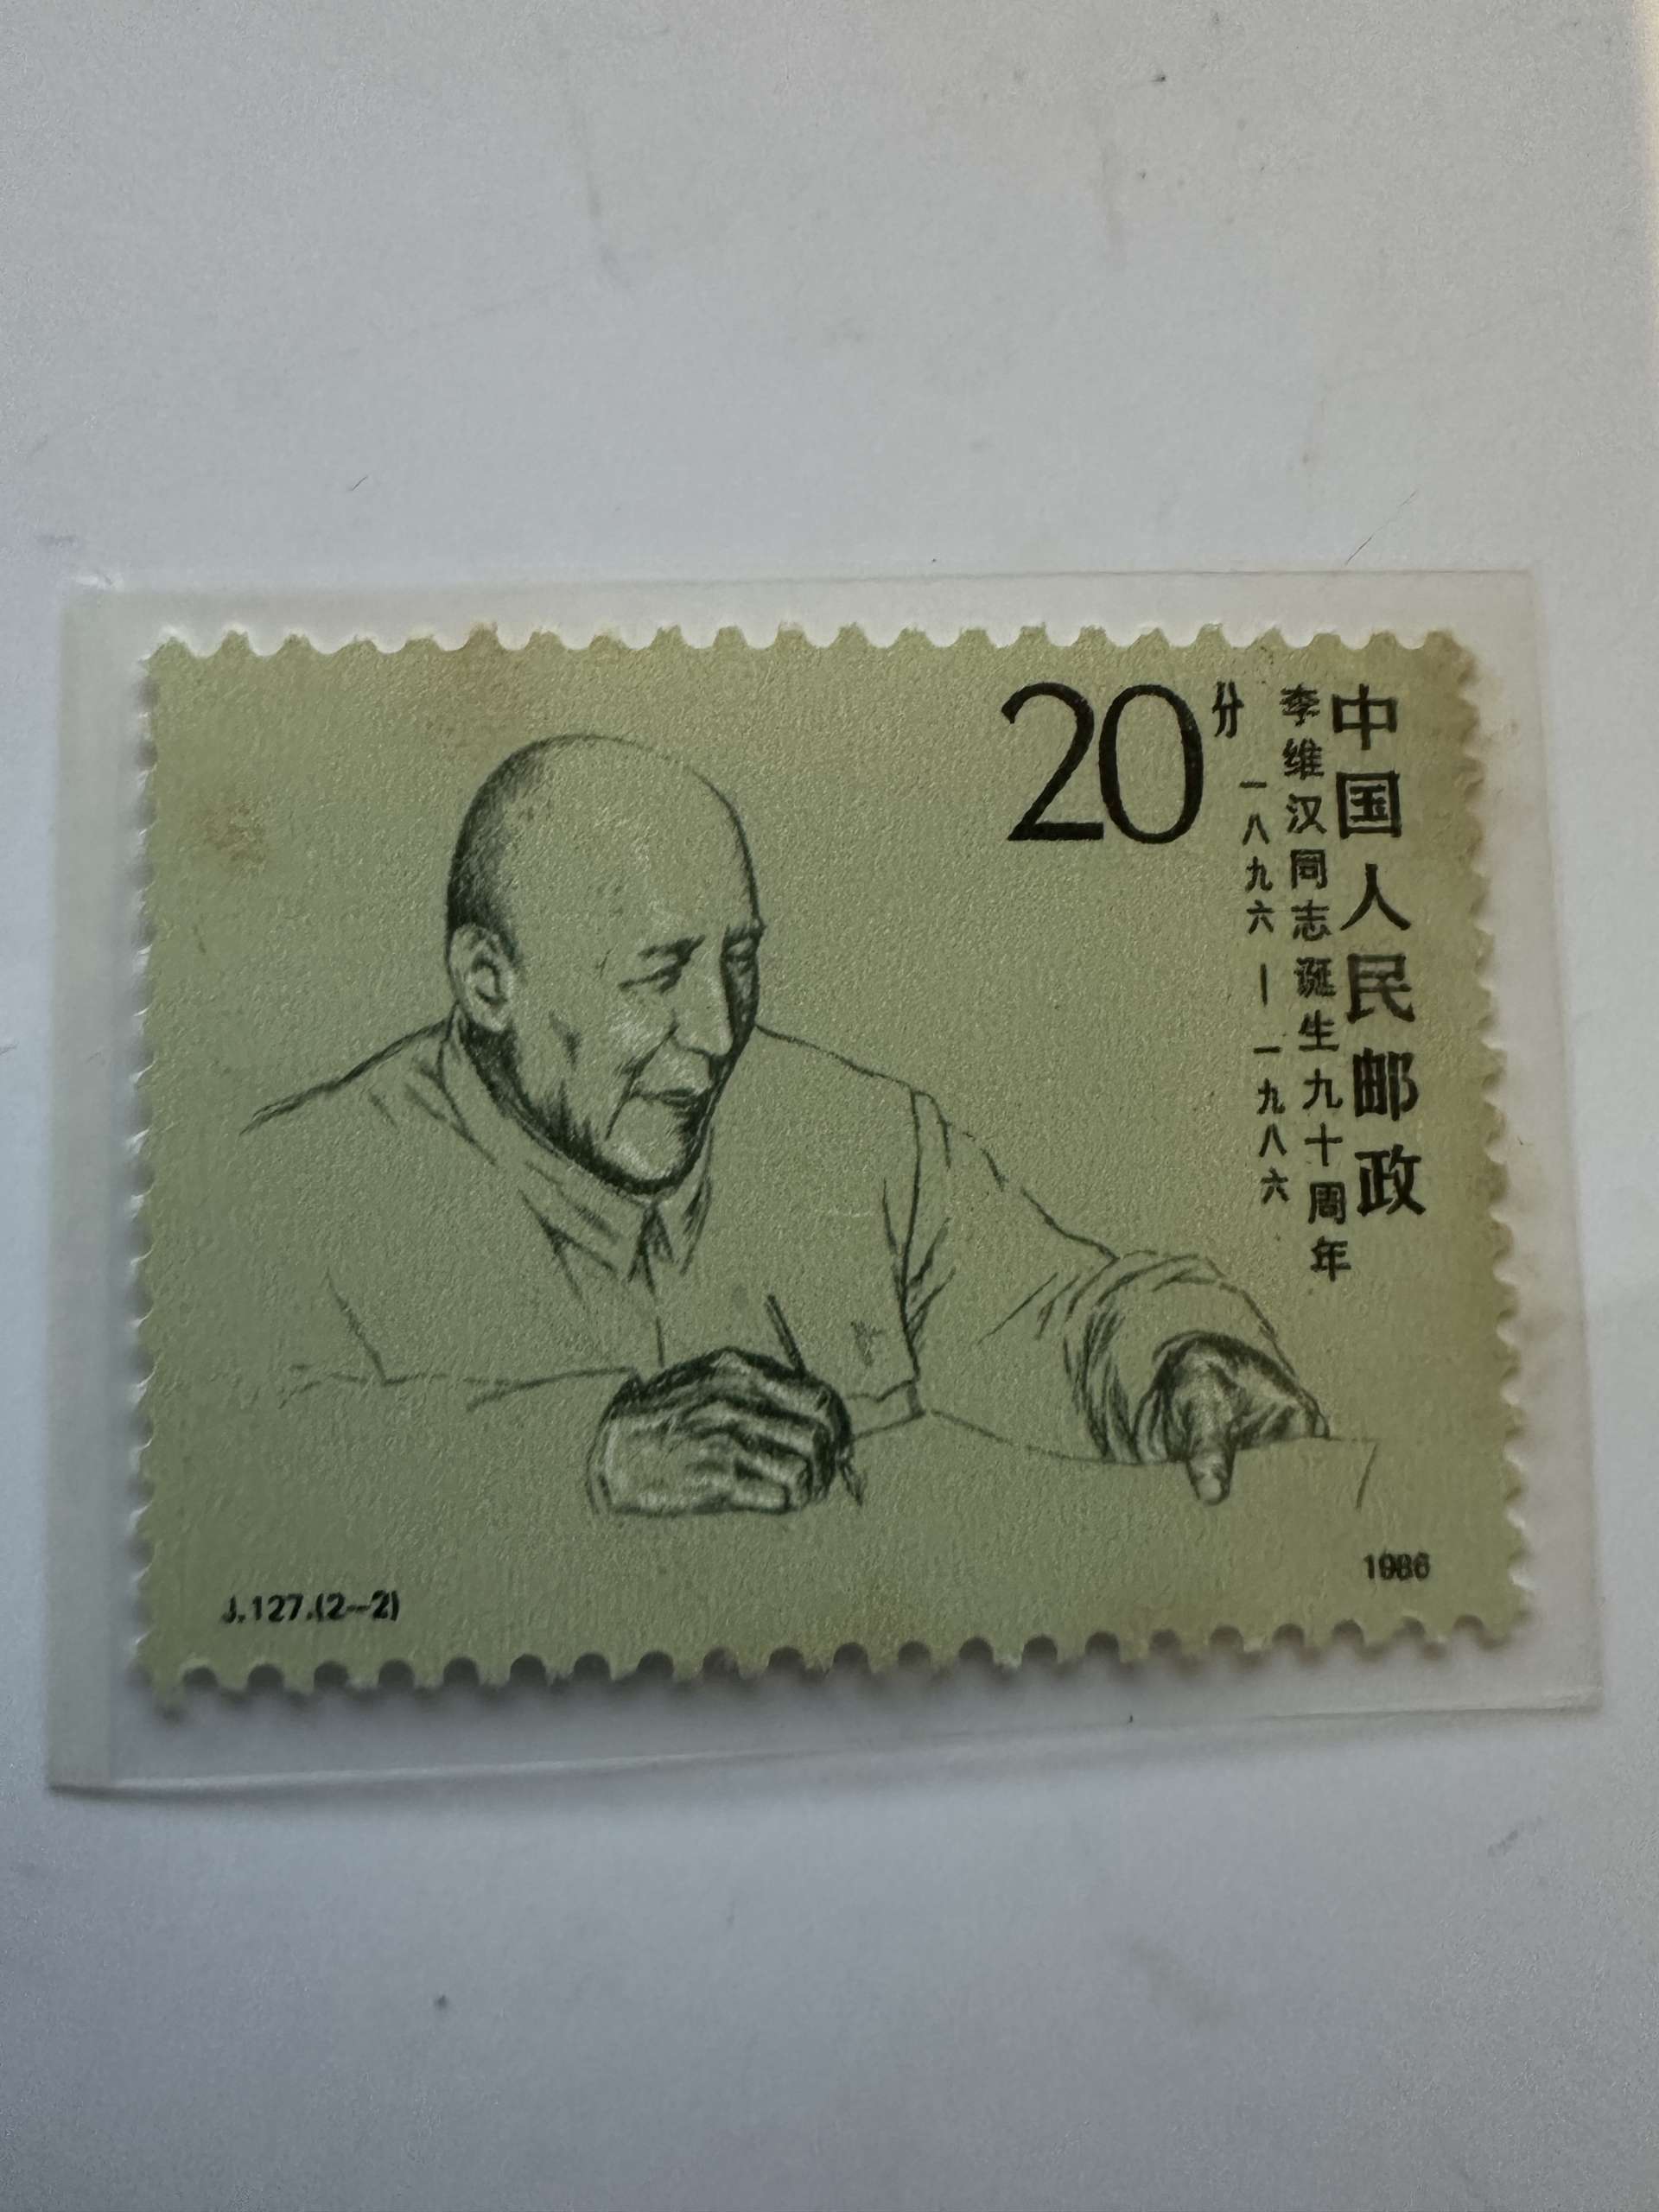 中国人民邮政
李维汉同志诞生九十周年
一八九六—一九八六
20分
J.127.(2-2)
1986